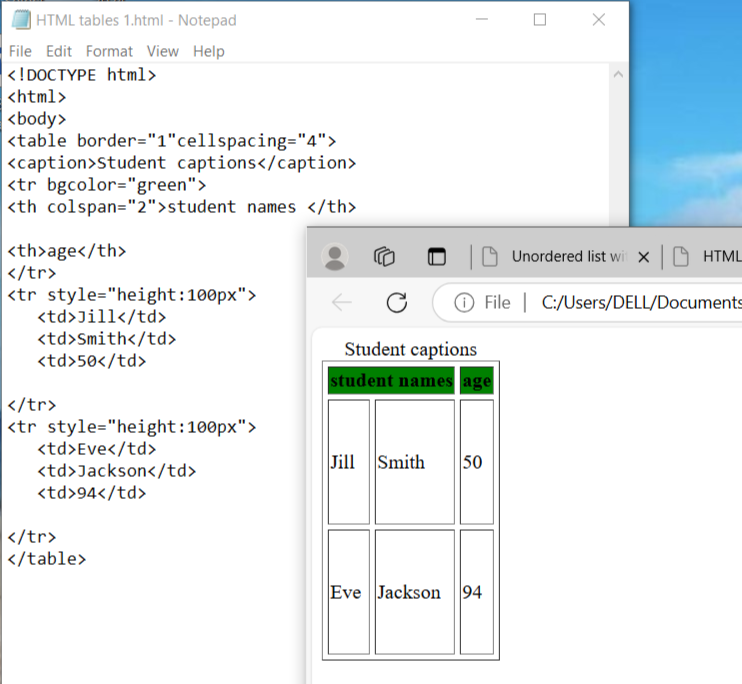 HTML tables 1.html - Notepad
File Edit Format View Help
<!DOCTYPE html>
<html>
<body>
<table border="1"cellspacing="4">
<caption>Student captions</caption>
<tr bgcolor="green">
<th colspan="2">student names </th>
<th>age</th>
</tr>
<tr style="height:100px">
<td>Jill</td>
<td>Smith</td>
<td>50</td>
</tr>
<tr style="height:100px">
<td>Eve</td>
<td>Jackson</td>
<td>94</td>
</tr>
</table>
Unordered list wi
HTML
File C:/Users/DELL/Documents
Student captions
student names age
Jill Smith 50
Eve Jackson 94